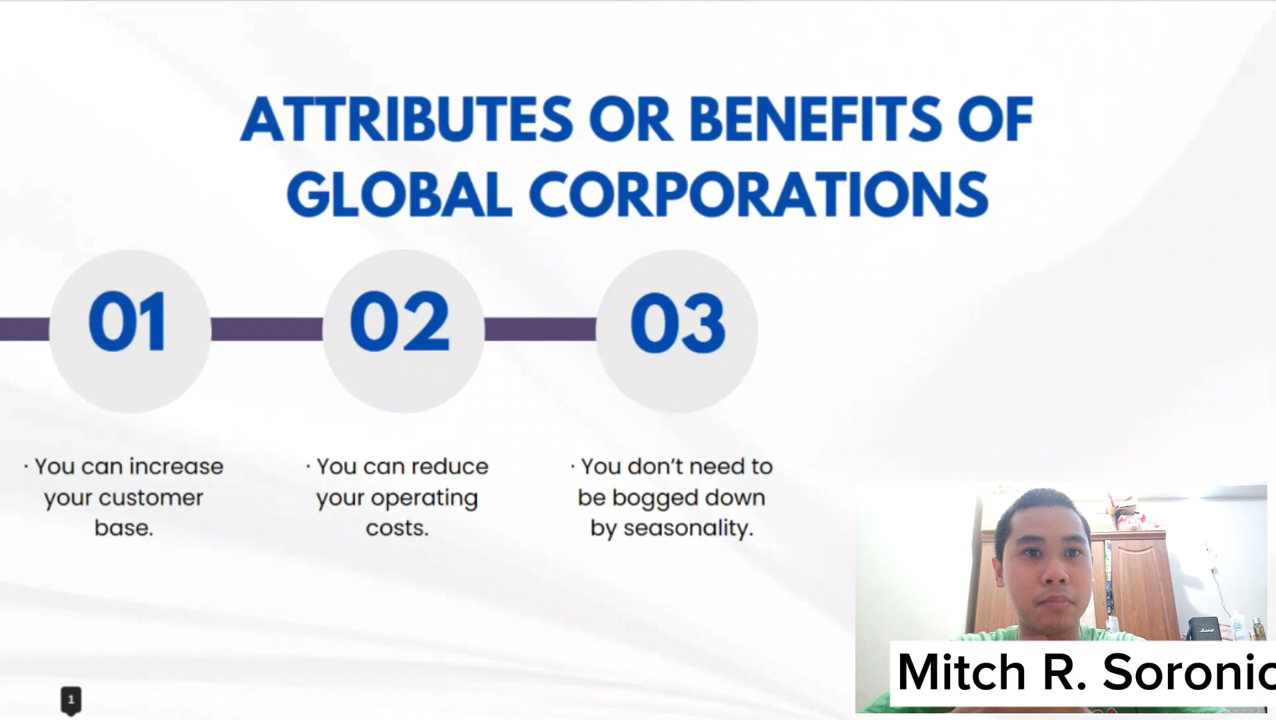 ATTRIBUTES OR BENEFITS OF
GLOBAL CORPORATIONS
01
02
03
· You can increase
your customer
base.
· You can reduce
your operating
costs.
· You don't need to
be bogged down
by seasonality.
Mitch R. Soronio
1